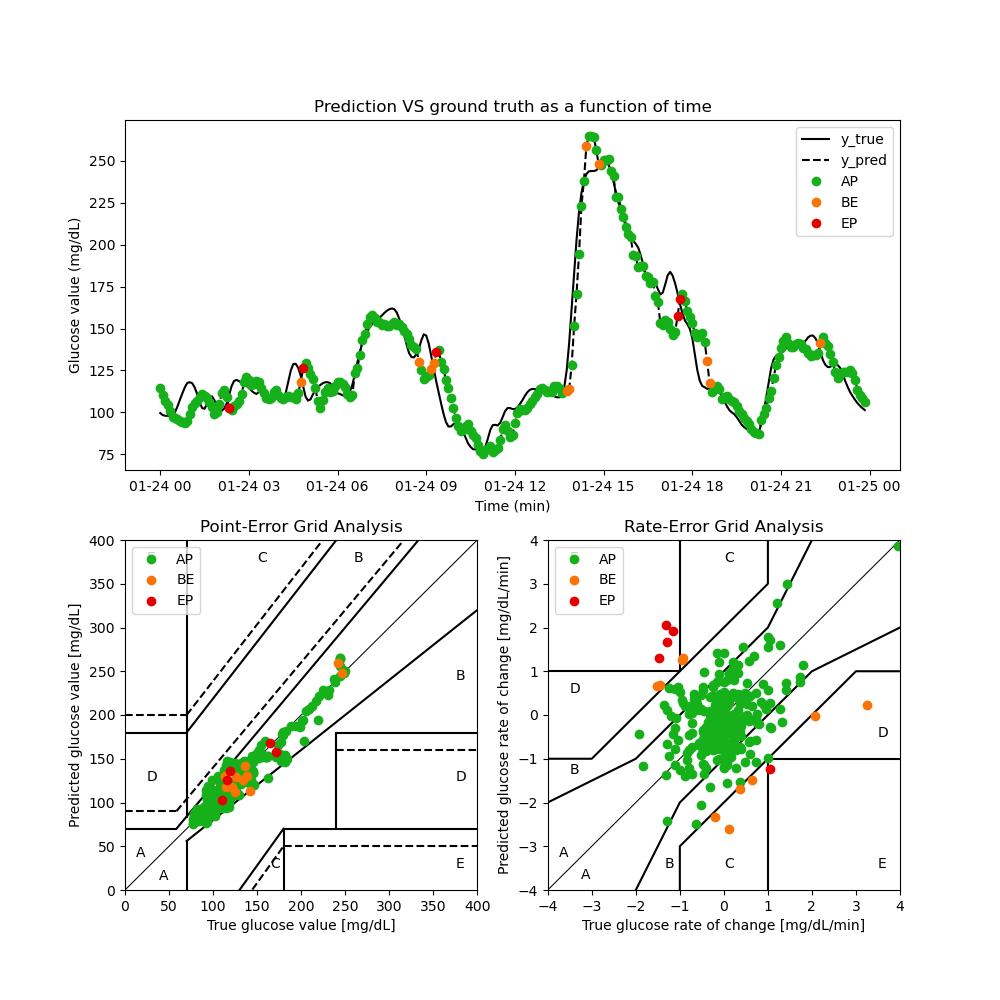 Prediction VS ground truth as a function of time
Glucose value (mg/dL)
250
225
200
175
150
125
100
75
y_true
y_pred
AP
BE
EP
01-24 00 01-24 03 01-24 06 01-24 09 01-24 12 01-24 15 01-24 18 01-24 21 01-25 00
Time (min)
Point-Error Grid Analysis
Predicted glucose value [mg/dL]
400
350
300
250
200
150
100
50
0
AP
BE
EP
C
B
B
D
D
A
A
C
E
0 50 100 150 200 250 300 350 400
True glucose value [mg/dL]
Rate-Error Grid Analysis
Predicted glucose rate of change [mg/dL/min]
4
3
2
1
0
−1
−2
−3
−4
AP
BE
EP
C
D
D
B
A
A
B
C
E
−4 −3 −2 −1 0 1 2 3 4
True glucose rate of change [mg/dL/min]